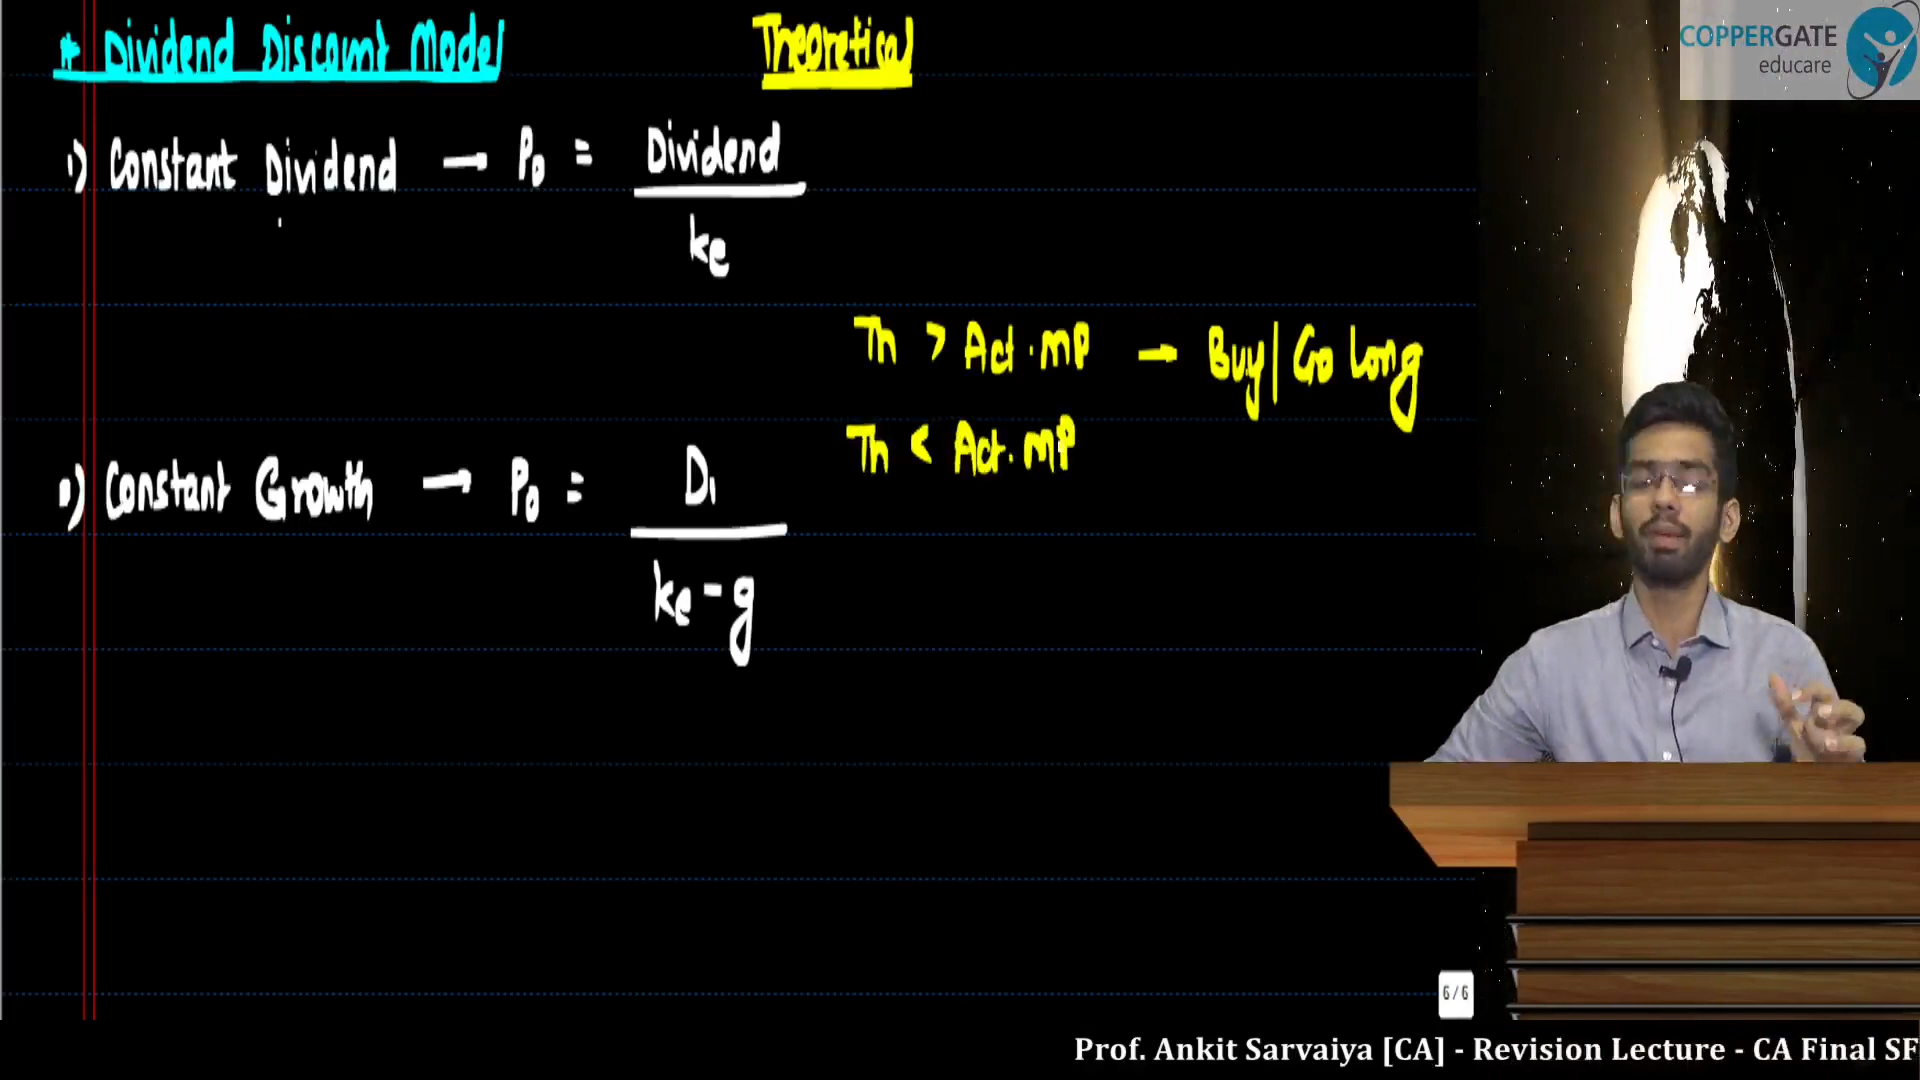 * Dividend Discount Model
Theoretical
COPPERGATE
educare
1) Constant Dividend → P0 = Dividend / ke
Th > Act. MP → Buy | Go Long
Th < Act. MP
2) Constant Growth → P0 = D1 / ke - g
6/6
Prof. Ankit Sarvaiya [CA] - Revision Lecture - CA Final SF